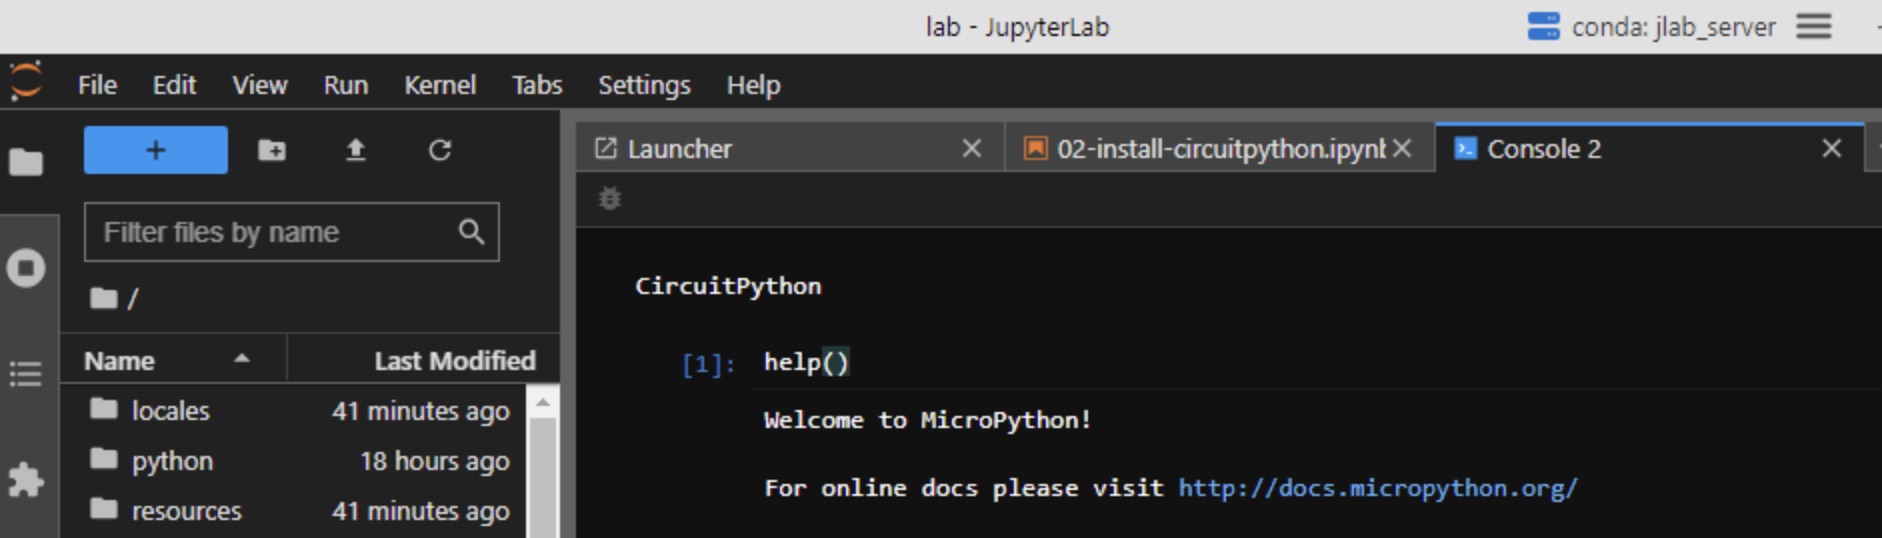 lab - JupyterLab
conda: jlab_server
File Edit View Run Kernel Tabs Settings Help
+
Launcher
02-install-circuitpython.ipynb
Console 2
Filter files by name
/
Name Last Modified
locales 41 minutes ago
python 18 hours ago
resources 41 minutes ago
CircuitPython
[1]: help()
Welcome to MicroPython!
For online docs please visit http://docs.micropython.org/